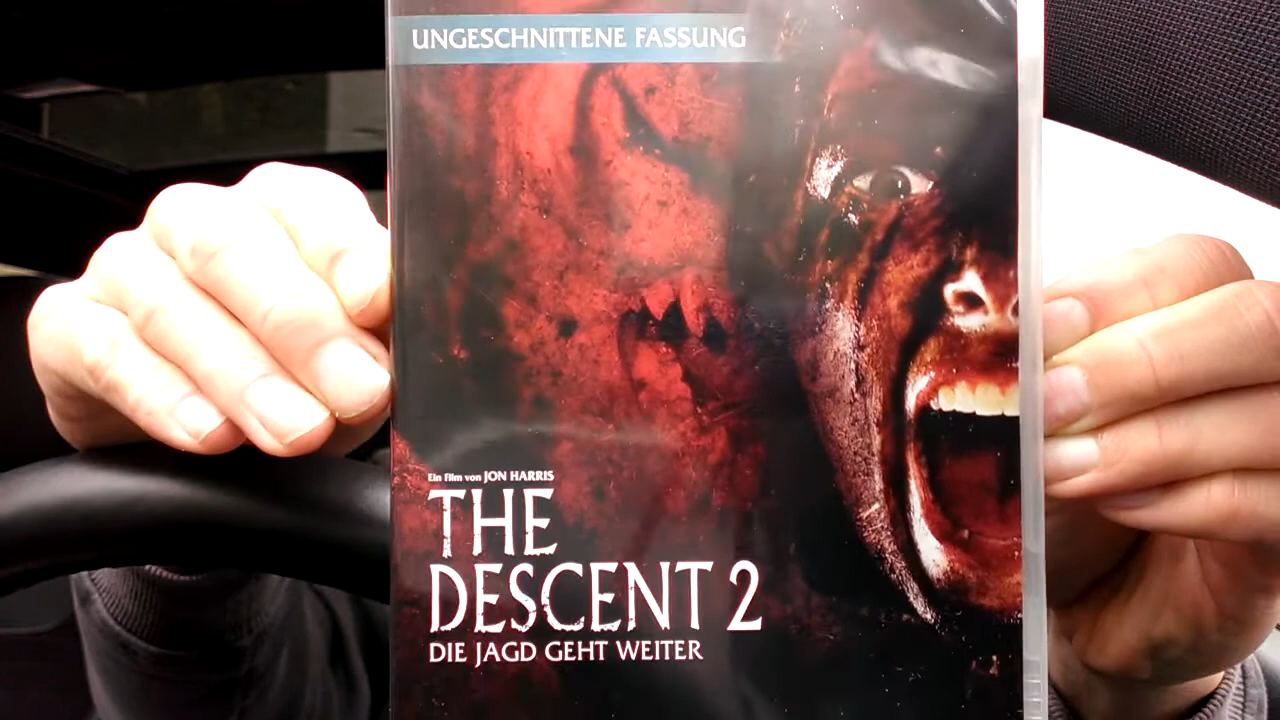 UNGESCHNITTENE FASSUNG
Ein Film von JON HARRIS
THE
DESCENT 2
DIE JAGD GEHT WEITER